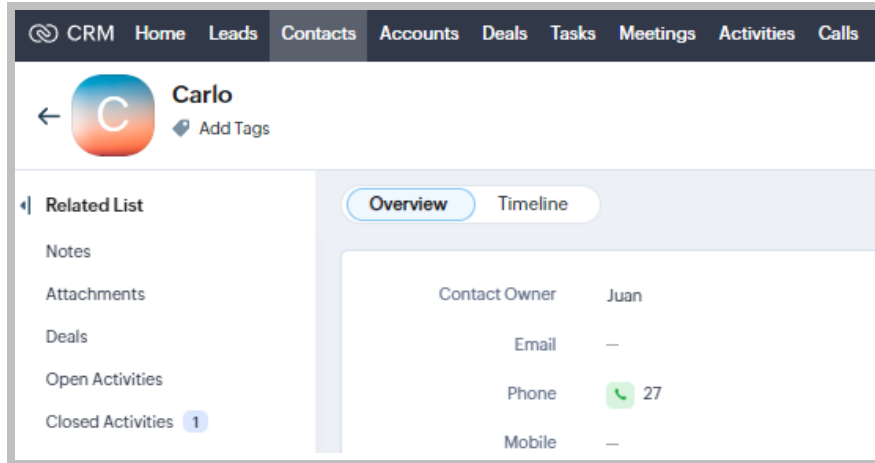 CRM Home Leads Contacts Accounts Deals Tasks Meetings Activities Calls
C
Carlo
Add Tags
Related List
Notes
Attachments
Deals
Open Activities
Closed Activities 1
Overview Timeline
Contact Owner Juan
Email —
Phone 27
Mobile —